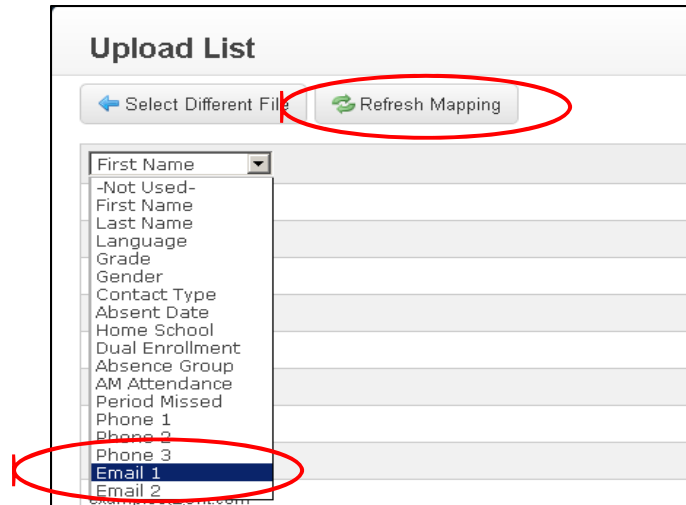 Upload List
Select Different File Refresh Mapping
First Name
-Not Used-
First Name
Last Name
Language
Grade
Gender
Contact Type
Absent Date
Home School
Dual Enrollment
Absence Group
AM Attendance
Period Missed
Phone 1
Phone 2
Phone 3
Email 1
Email 2